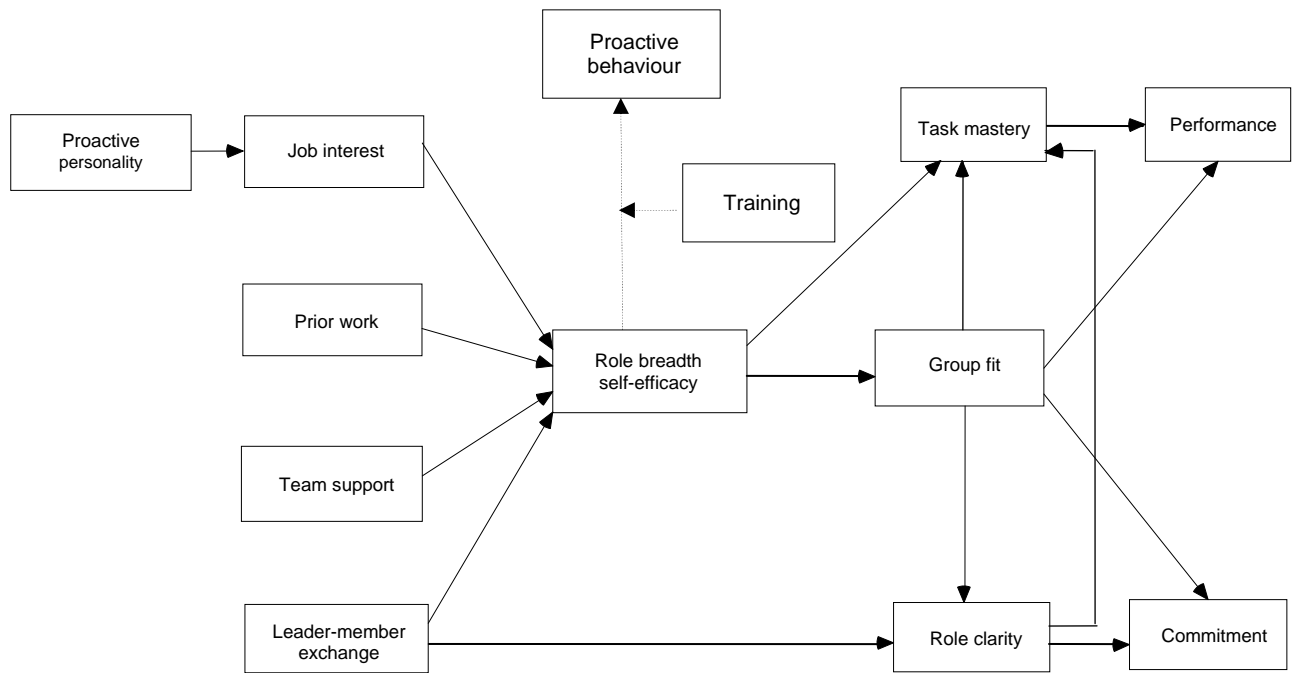 Proactive
behaviour
Proactive
personality
Job interest
Task mastery
Performance
Training
Prior work
Role breadth
self-efficacy
Group fit
Team support
Leader-member
exchange
Role clarity
Commitment